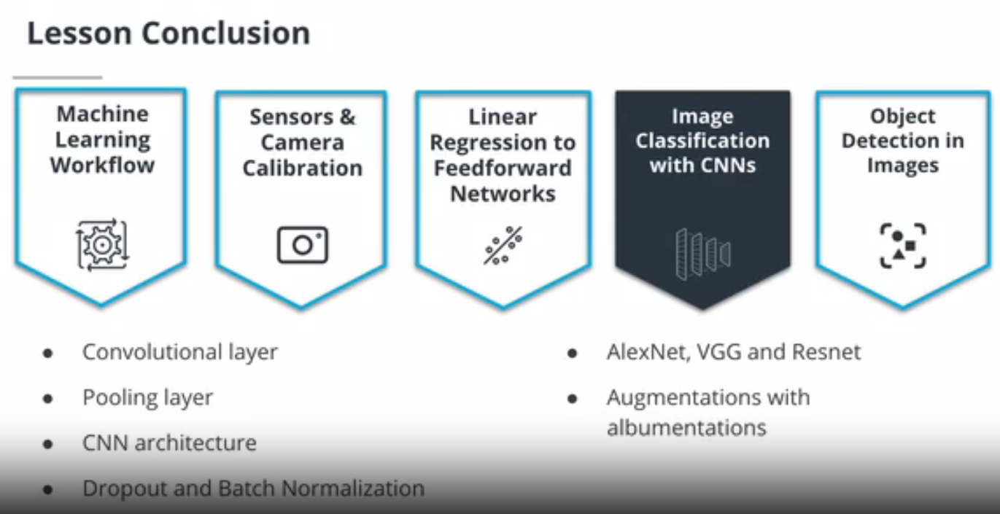 Lesson Conclusion
Machine
Learning
Workflow
Sensors &
Camera
Calibration
Linear
Regression to
Feedforward
Networks
Image
Classification
with CNNs
Object
Detection in
Images
● Convolutional layer
● Pooling layer
● CNN architecture
● Dropout and Batch Normalization
● AlexNet, VGG and Resnet
● Augmentations with
albumentations